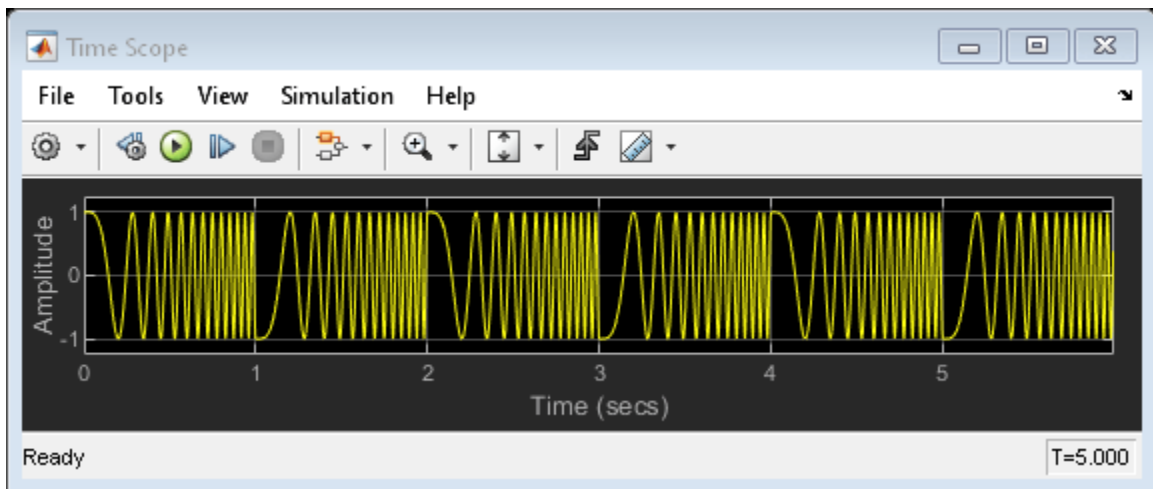 Time Scope
File Tools View Simulation Help
Amplitude
1
0
-1
0 1 2 3 4 5
Time (secs)
Ready T=5.000